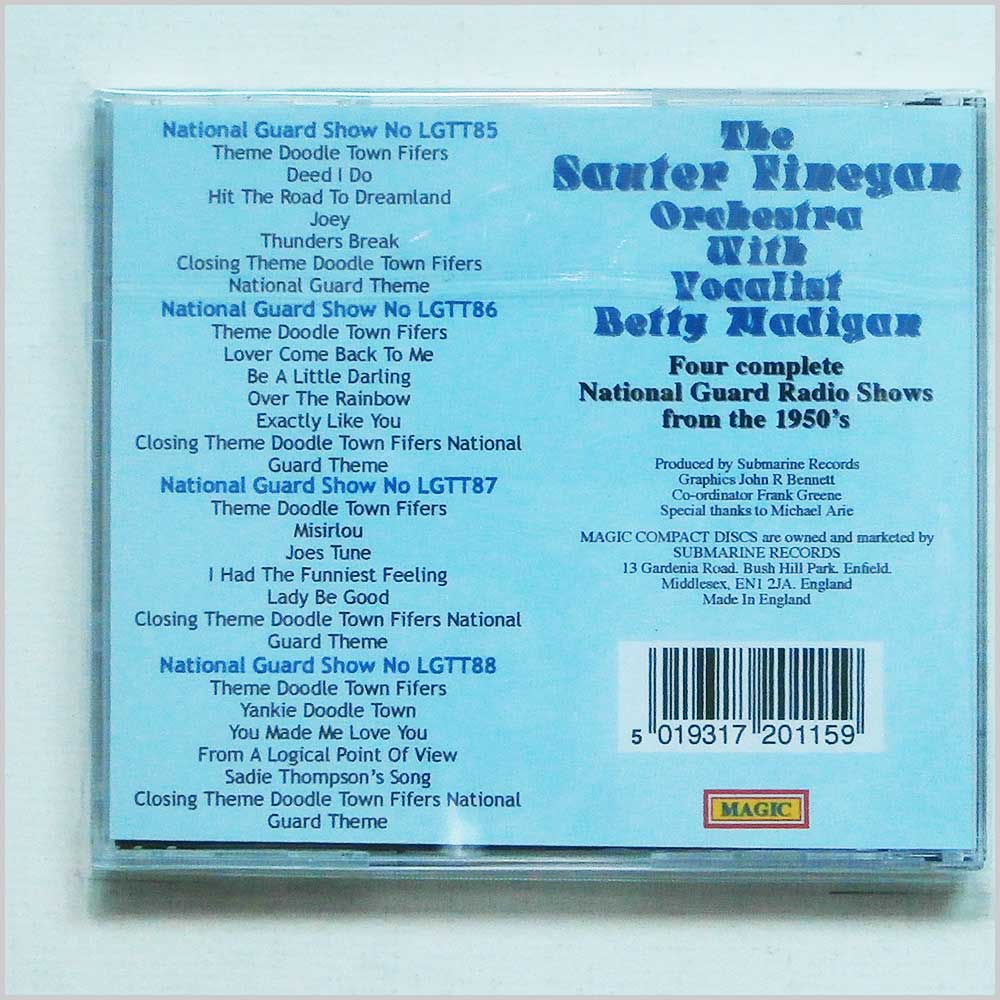 National Guard Show No LGTT85
Theme Doodle Town Fifers
Deed I Do
Hit The Road To Dreamland
Joey
Thunders Break
Closing Theme Doodle Town Fifers
National Guard Theme
National Guard Show No LGTT86
Theme Doodle Town Fifers
Lover Come Back To Me
Be A Little Darling
Over The Rainbow
Exactly Like You
Closing Theme Doodle Town Fifers National
Guard Theme
National Guard Show No LGTT87
Theme Doodle Town Fifers
Misirlou
Joes Tune
I Had The Funniest Feeling
Lady Be Good
Closing Theme Doodle Town Fifers National
Guard Theme
National Guard Show No LGTT88
Theme Doodle Town Fifers
Yankie Doodle Town
You Made Me Love You
From A Logical Point Of View
Sadie Thompson's Song
Closing Theme Doodle Town Fifers National
Guard Theme
The
Sauter Finegan
Orchestra
With
Vocalist
Betty Madigan
Four complete
National Guard Radio Shows
from the 1950's
Produced by Submarine Records
Graphics John R Bennett
Co-ordinator Frank Greene
Special thanks to Michael Arie
MAGIC COMPACT DISCS are owned and marketed by
SUBMARINE RECORDS
13 Gardenia Road. Bush Hill Park. Enfield.
Middlesex, EN1 2JA. England
Made In England
5 019317 201159
MAGIC